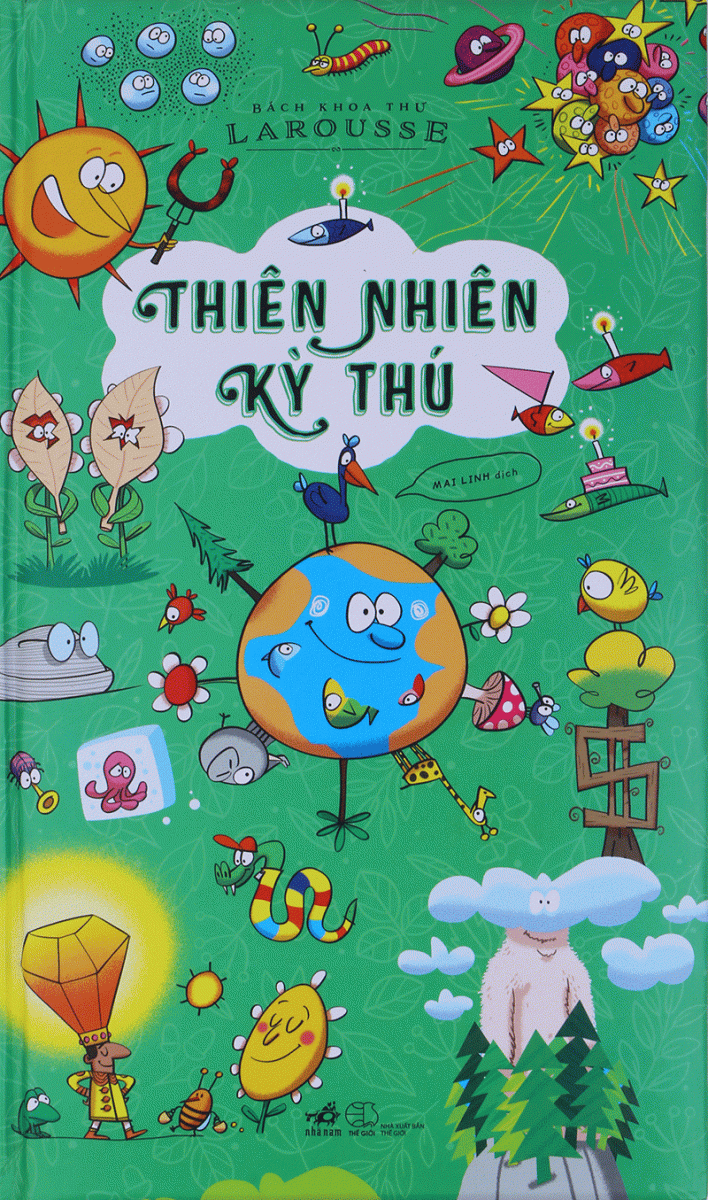 BÁCH KHOA THƯ
LAROUSSE
THIÊN NHIÊN
KỲ THÚ
MAI LINH dịch
nhã nam
THẾ GIỚI
NHÀ XUẤT BẢN
THẾ GIỚI